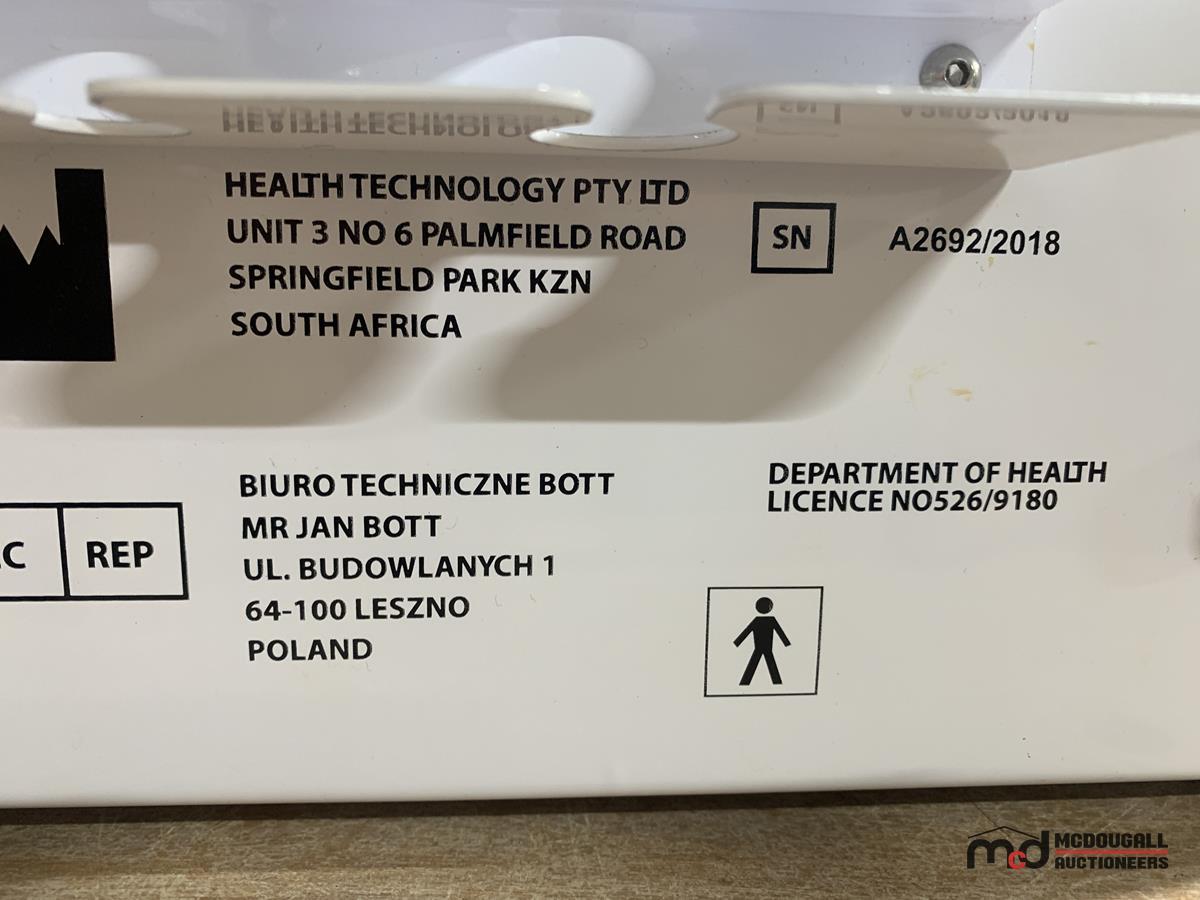 HEALTH TECHNOLOGY PTY LTD
UNIT 3 NO 6 PALMFIELD ROAD
SPRINGFIELD PARK KZN
SOUTH AFRICA
SN
A2692/2018
C REP
BIURO TECHNICZNE BOTT
MR JAN BOTT
UL. BUDOWLANYCH 1
64-100 LESZNO
POLAND
DEPARTMENT OF HEALTH
LICENCE NO526/9180
mcd MCDOUGALL
AUCTIONEERS